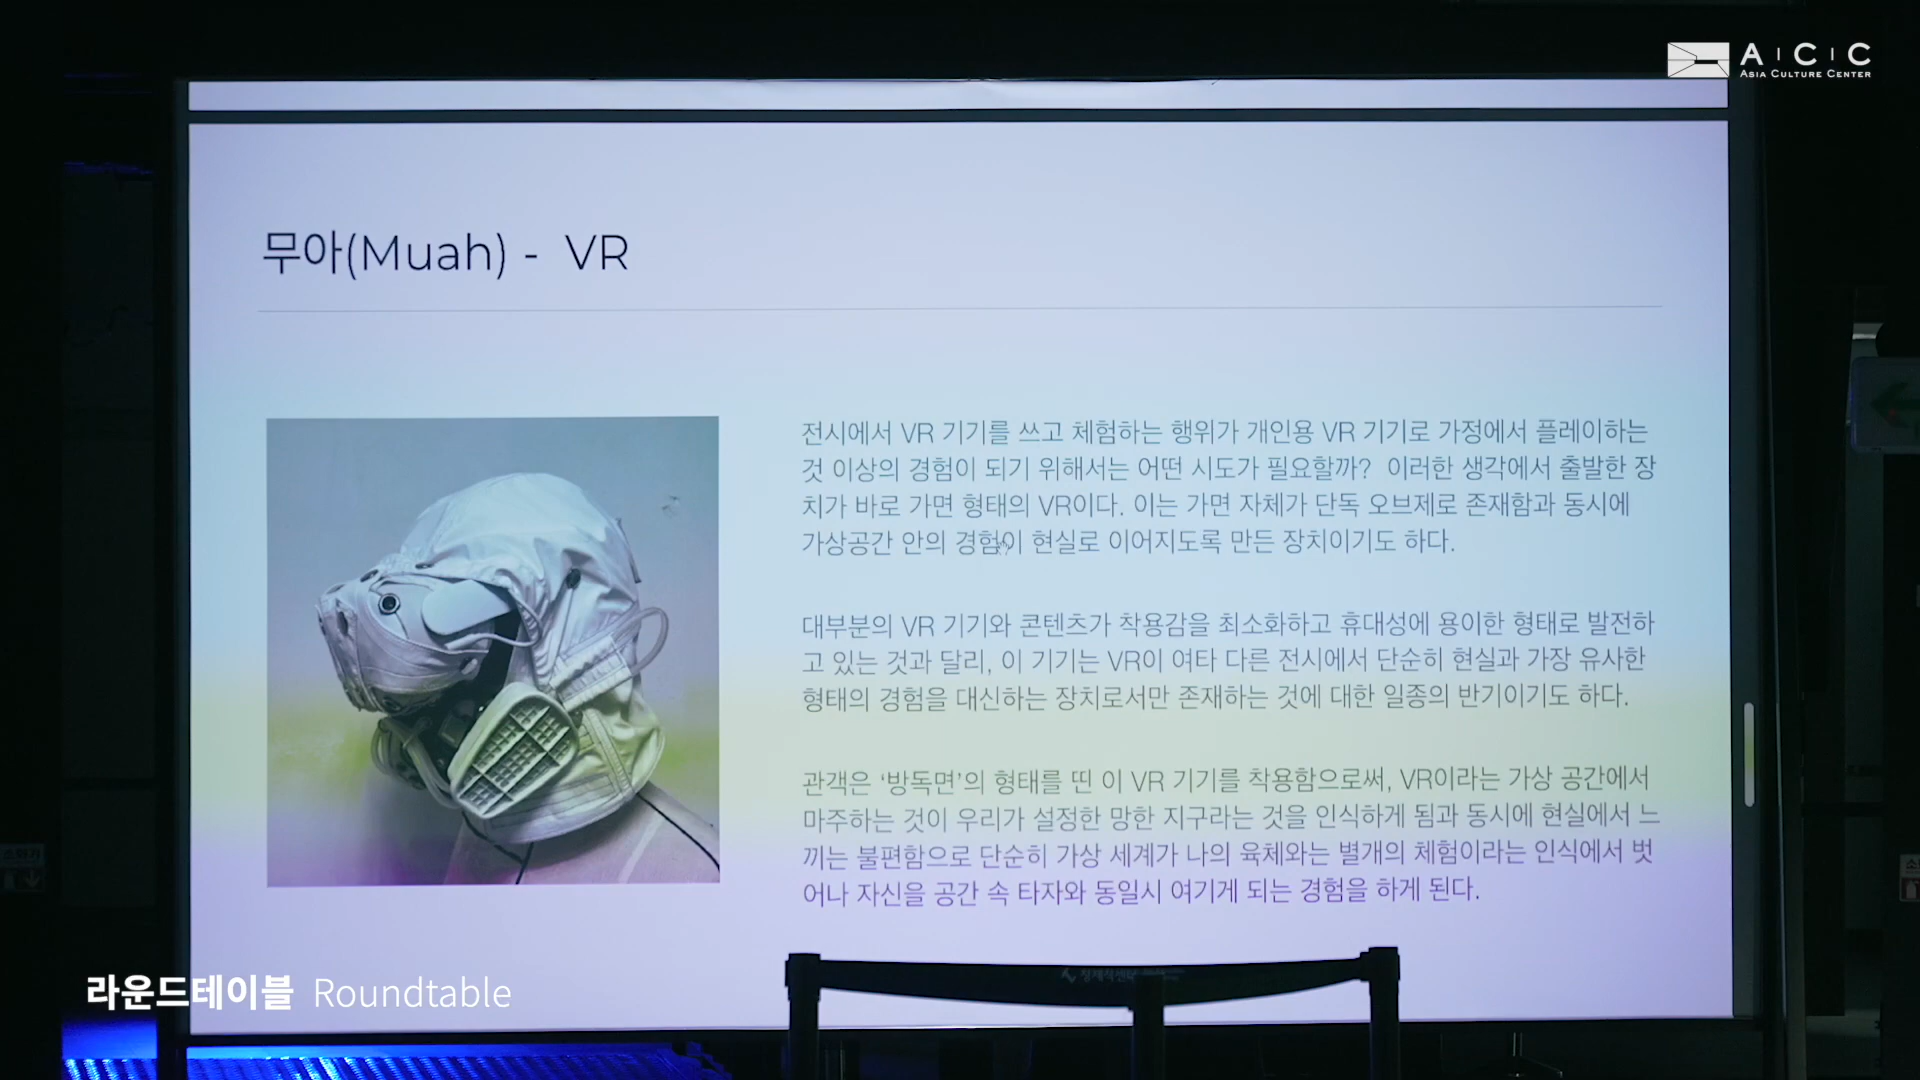 A C C
ASIA CULTURE CENTER
무아(Muah) - VR
전시에서 VR 기기를 쓰고 체험하는 행위가 개인용 VR 기기로 가정에서 플레이하는
것 이상의 경험이 되기 위해서는 어떤 시도가 필요할까? 이러한 생각에서 출발한 장
치가 바로 가면 형태의 VR이다. 이는 가면 자체가 단독 오브제로 존재함과 동시에
가상공간 안의 경험이 현실로 이어지도록 만든 장치이기도 하다.
대부분의 VR 기기와 콘텐츠가 착용감을 최소화하고 휴대성에 용이한 형태로 발전하
고 있는 것과 달리, 이 기기는 VR이 여타 다른 전시에서 단순히 현실과 가장 유사한
형태의 경험을 대신하는 장치로서만 존재하는 것에 대한 일종의 반기이기도 하다.
관객은 ‘방독면’의 형태를 띤 이 VR 기기를 착용함으로써, VR이라는 가상 공간에서
마주하는 것이 우리가 설정한 망한 지구라는 것을 인식하게 됨과 동시에 현실에서 느
끼는 불편함으로 단순히 가상 세계가 나의 육체와는 별개의 체험이라는 인식에서 벗
어나 자신을 공간 속 타자와 동일시 여기게 되는 경험을 하게 된다.
라운드테이블 Roundtable